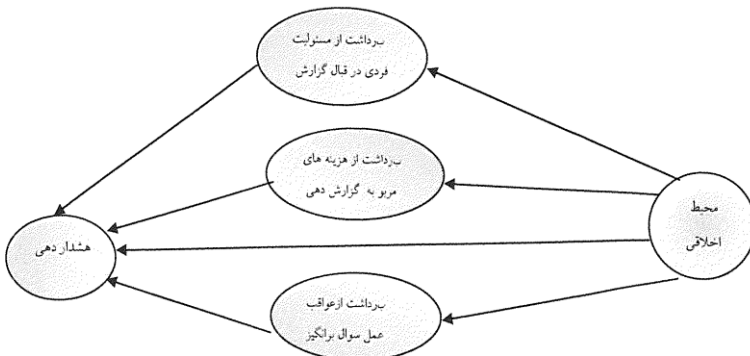 برداشت از مسئولیت
فردی در قبال گزارش
برداشت از هزینه های
مربو به گزارش دهی
محیط
اخلاقی
هشدار دهی
برداشت ازعواقب
عمل سوال برانگیز